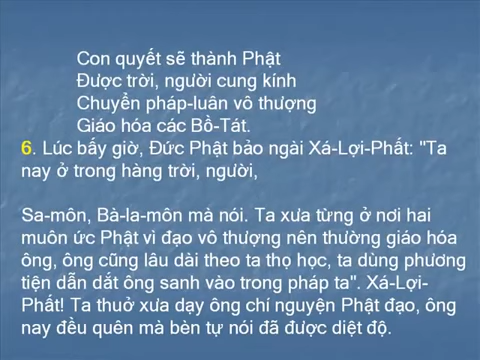 Con quyết sẽ thành Phật
Được trời, người cung kính
Chuyển pháp-luân vô thượng
Giáo hóa các Bồ-Tát.
6. Lúc bấy giờ, Đức Phật bảo ngài Xá-Lợi-Phất: "Ta
nay ở trong hàng trời, người,
Sa-môn, Bà-la-môn mà nói. Ta xưa từng ở nơi hai
muôn ức Phật vì đạo vô thượng nên thường giáo hóa
ông, ông cũng lâu dài theo ta thọ học, ta dùng phương
tiện dẫn dắt ông sanh vào trong pháp ta". Xá-Lợi-
Phất! Ta thuở xưa dạy ông chí nguyện Phật đạo, ông
nay đều quên mà bèn tự nói đã được diệt độ.